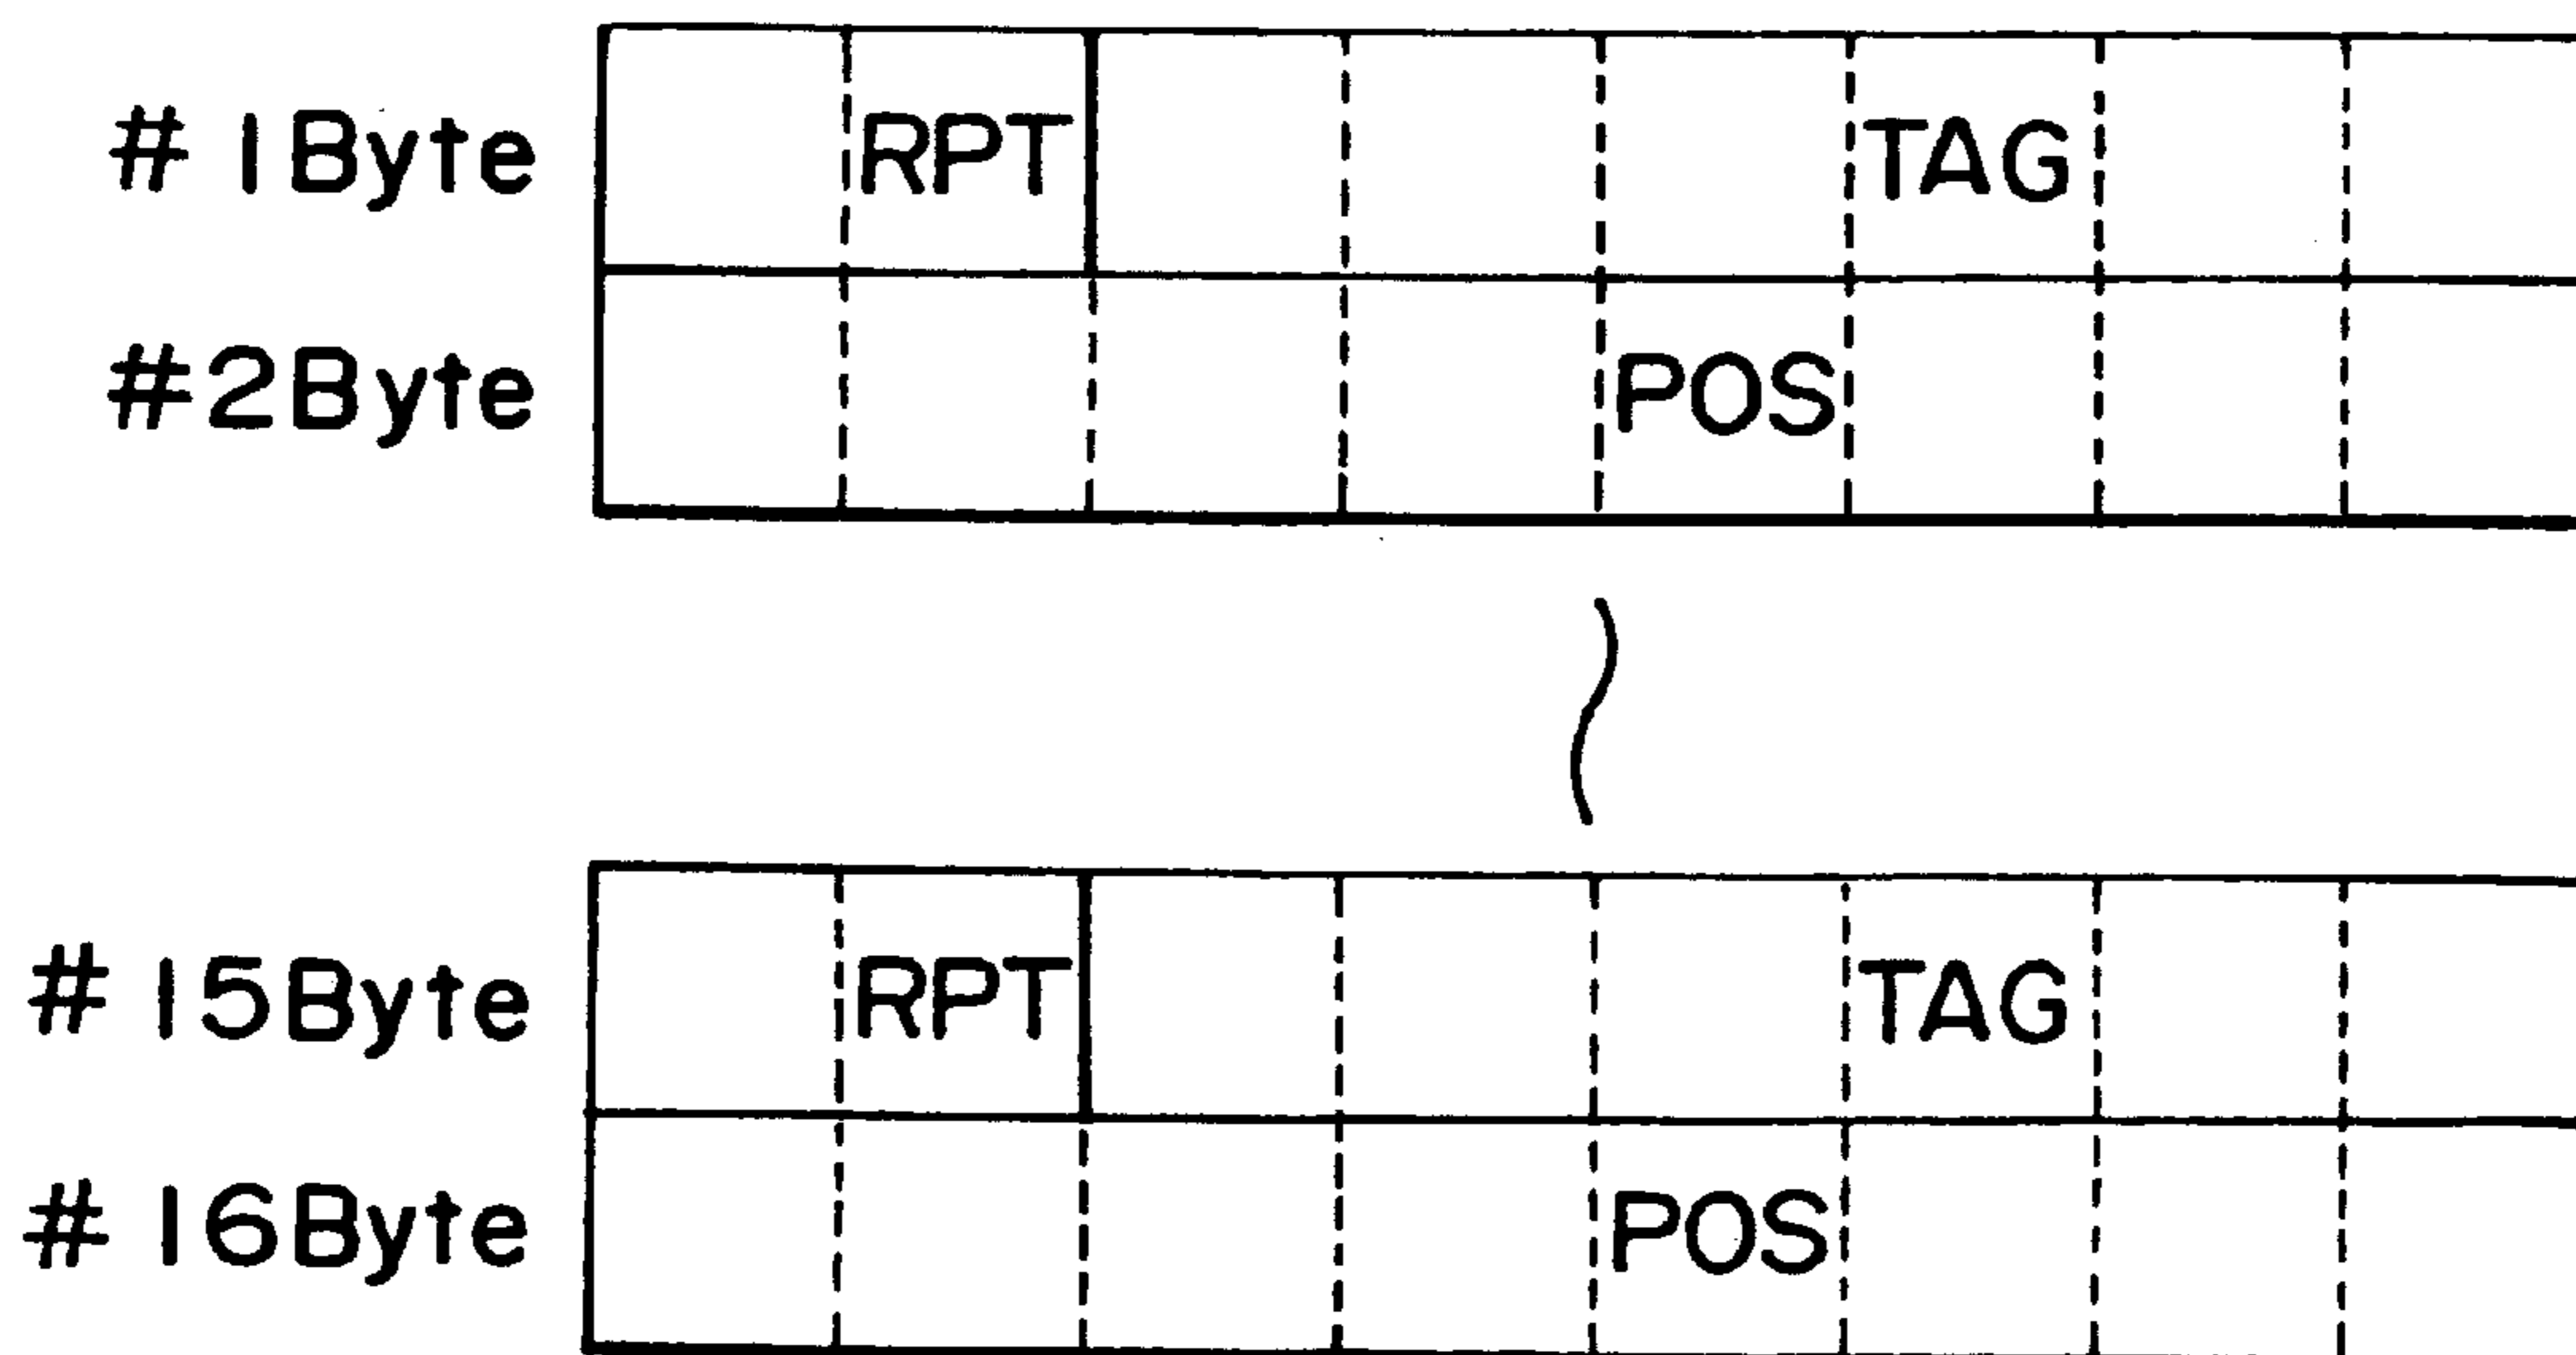 # 1Byte RPT TAG
#2Byte POS
# 15Byte RPT TAG
# 16Byte POS